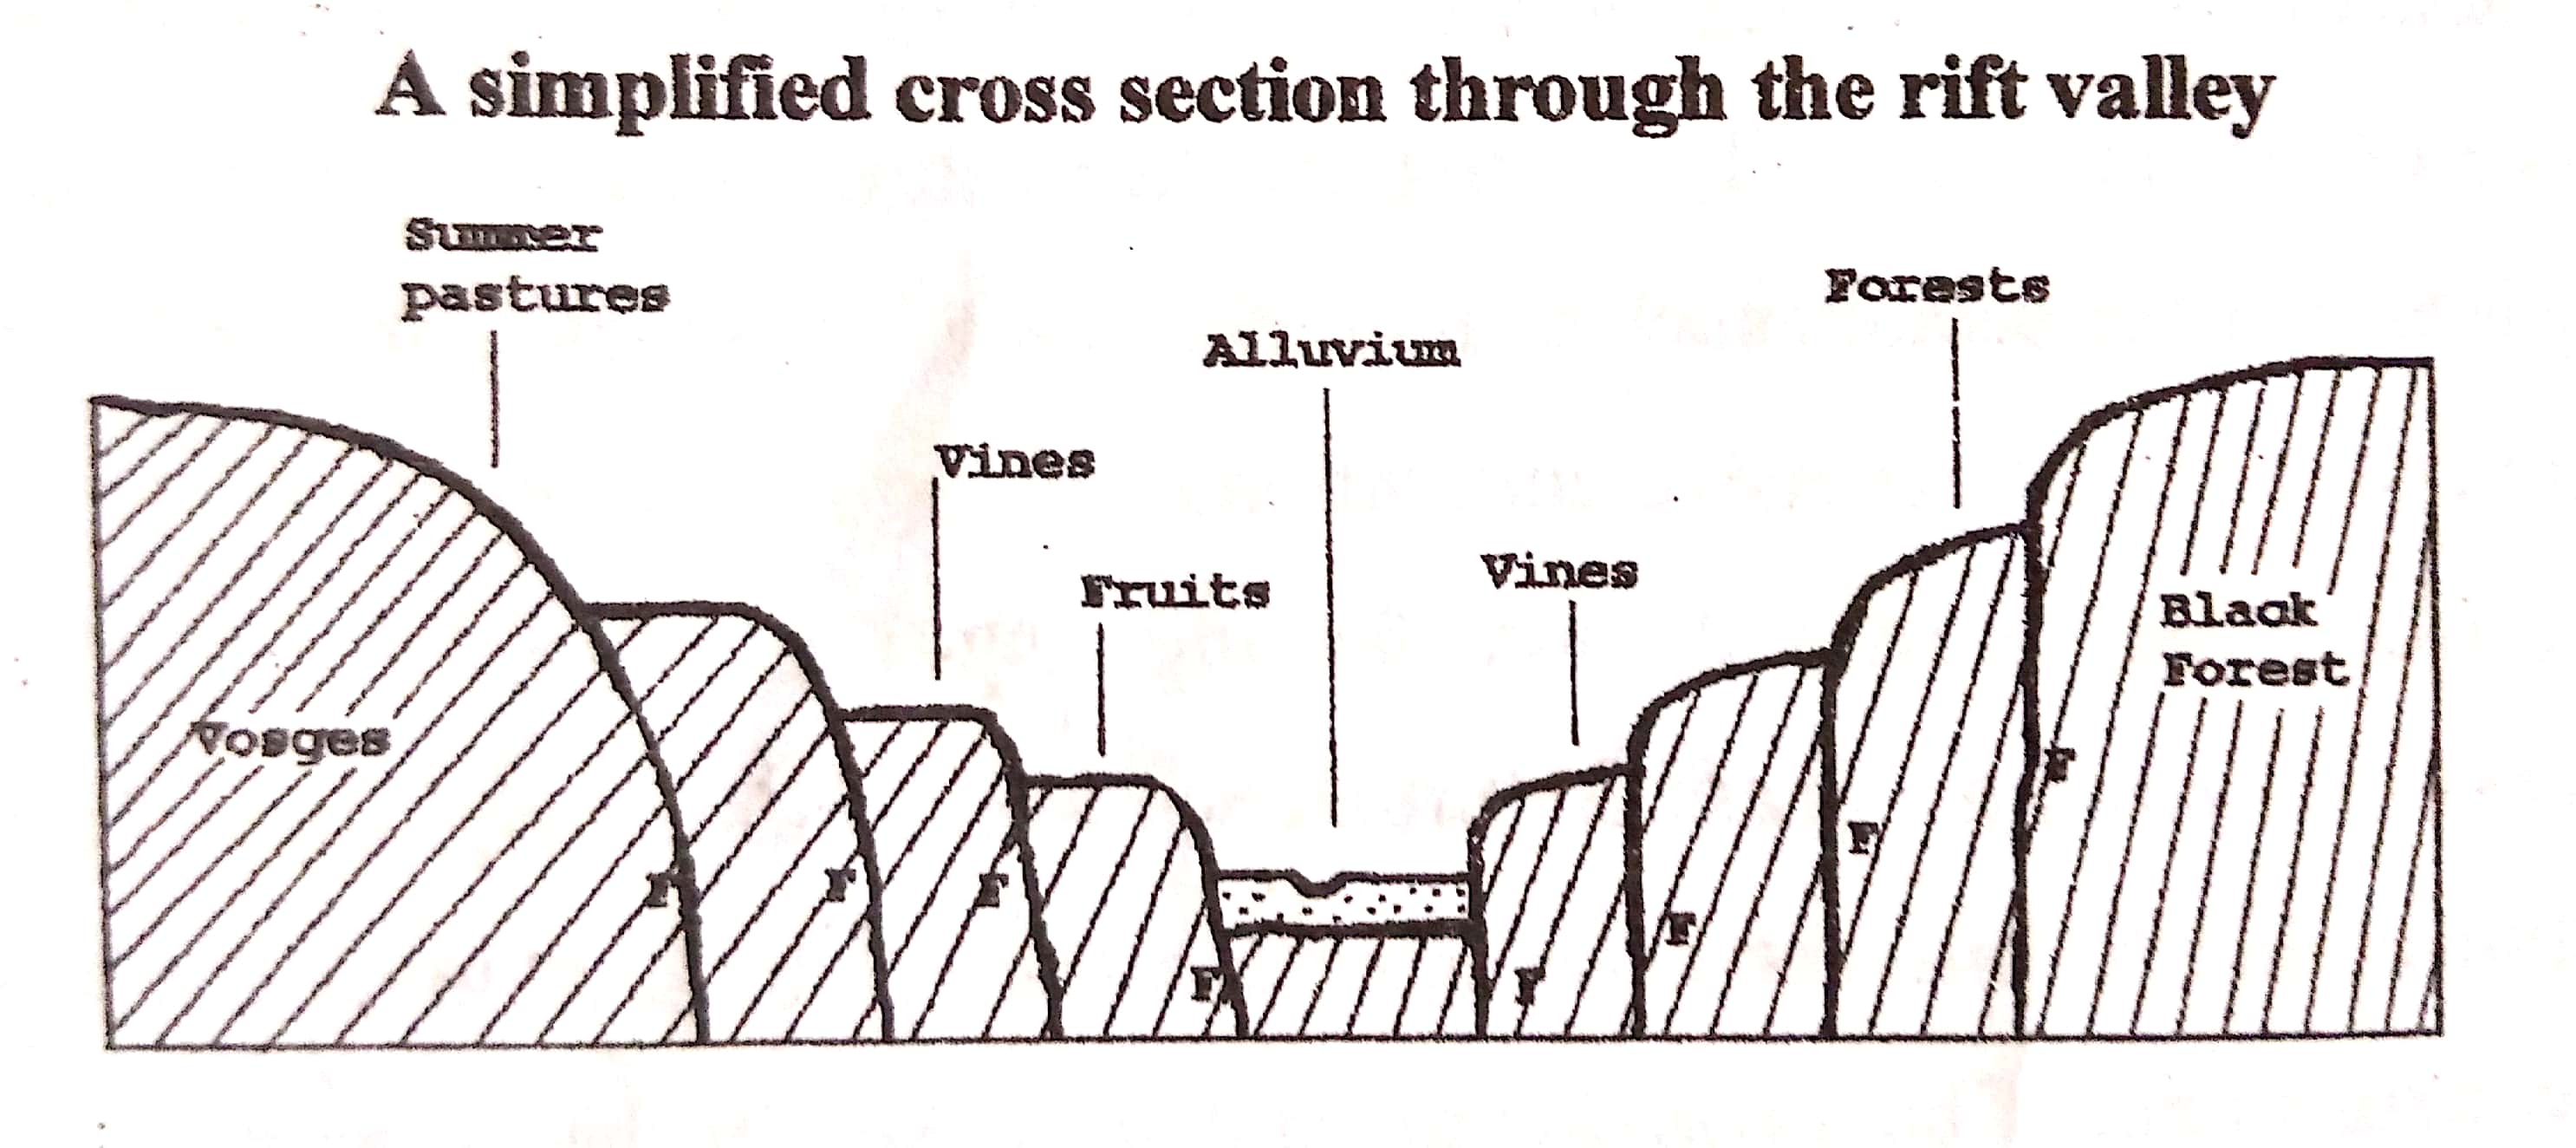 A simplified cross section through the rift valley
Summer
pastures
Forests
Alluvium
Vines
Vines
Fruits
Black
Forest
Vosges
F
F
F
F
F
F
F
F